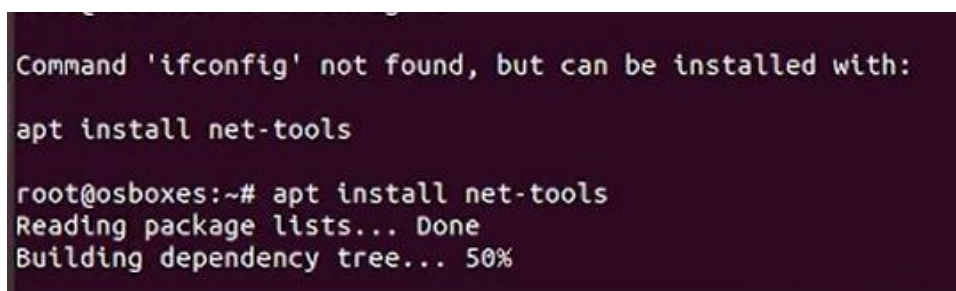 Command 'ifconfig' not found, but can be installed with:
apt install net-tools
root@osboxes:~# apt install net-tools
Reading package lists... Done
Building dependency tree... 50%